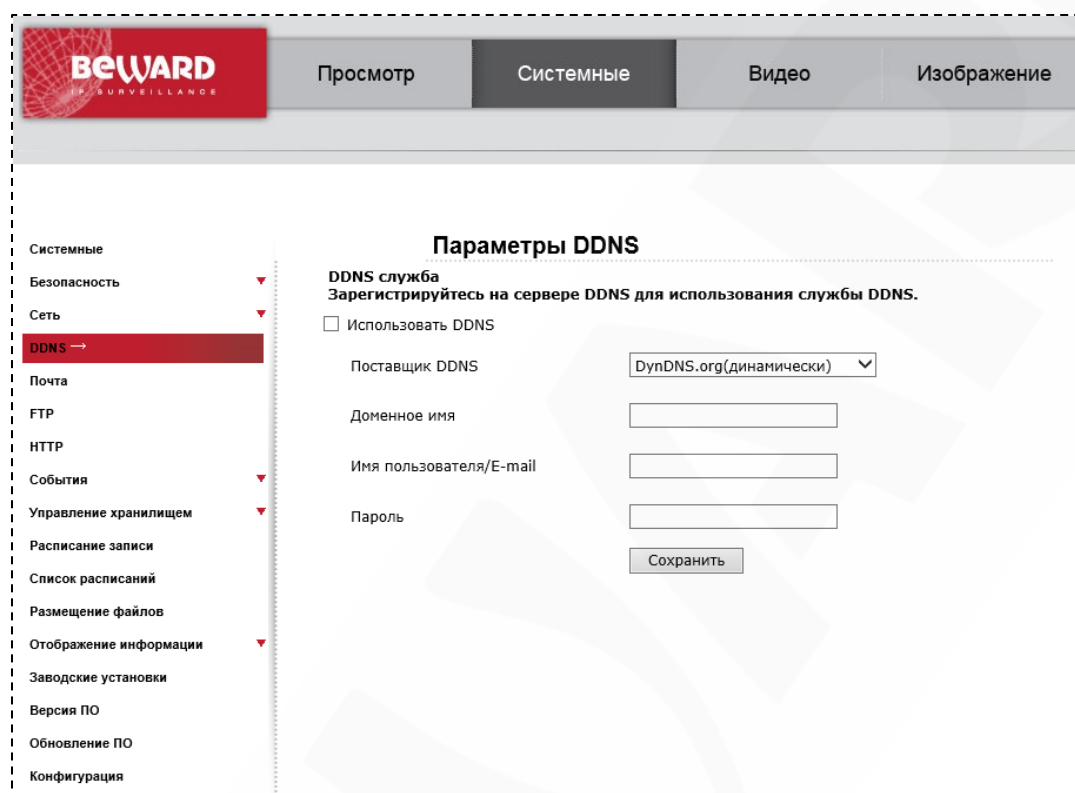 BEWARD
IP SURVEILLANCE
Просмотр
Системные
Видео
Изображение
Системные
Безопасность
Сеть
DDNS →
Почта
FTP
HTTP
События
Управление хранилищем
Расписание записи
Список расписаний
Размещение файлов
Отображение информации
Заводские установки
Версия ПО
Обновление ПО
Конфигурация
Параметры DDNS
DDNS служба
Зарегистрируйтесь на сервере DDNS для использования службы DDNS.
Использовать DDNS
Поставщик DDNS
DynDNS.org(динамически)
Доменное имя
Имя пользователя/E-mail
Пароль
Сохранить